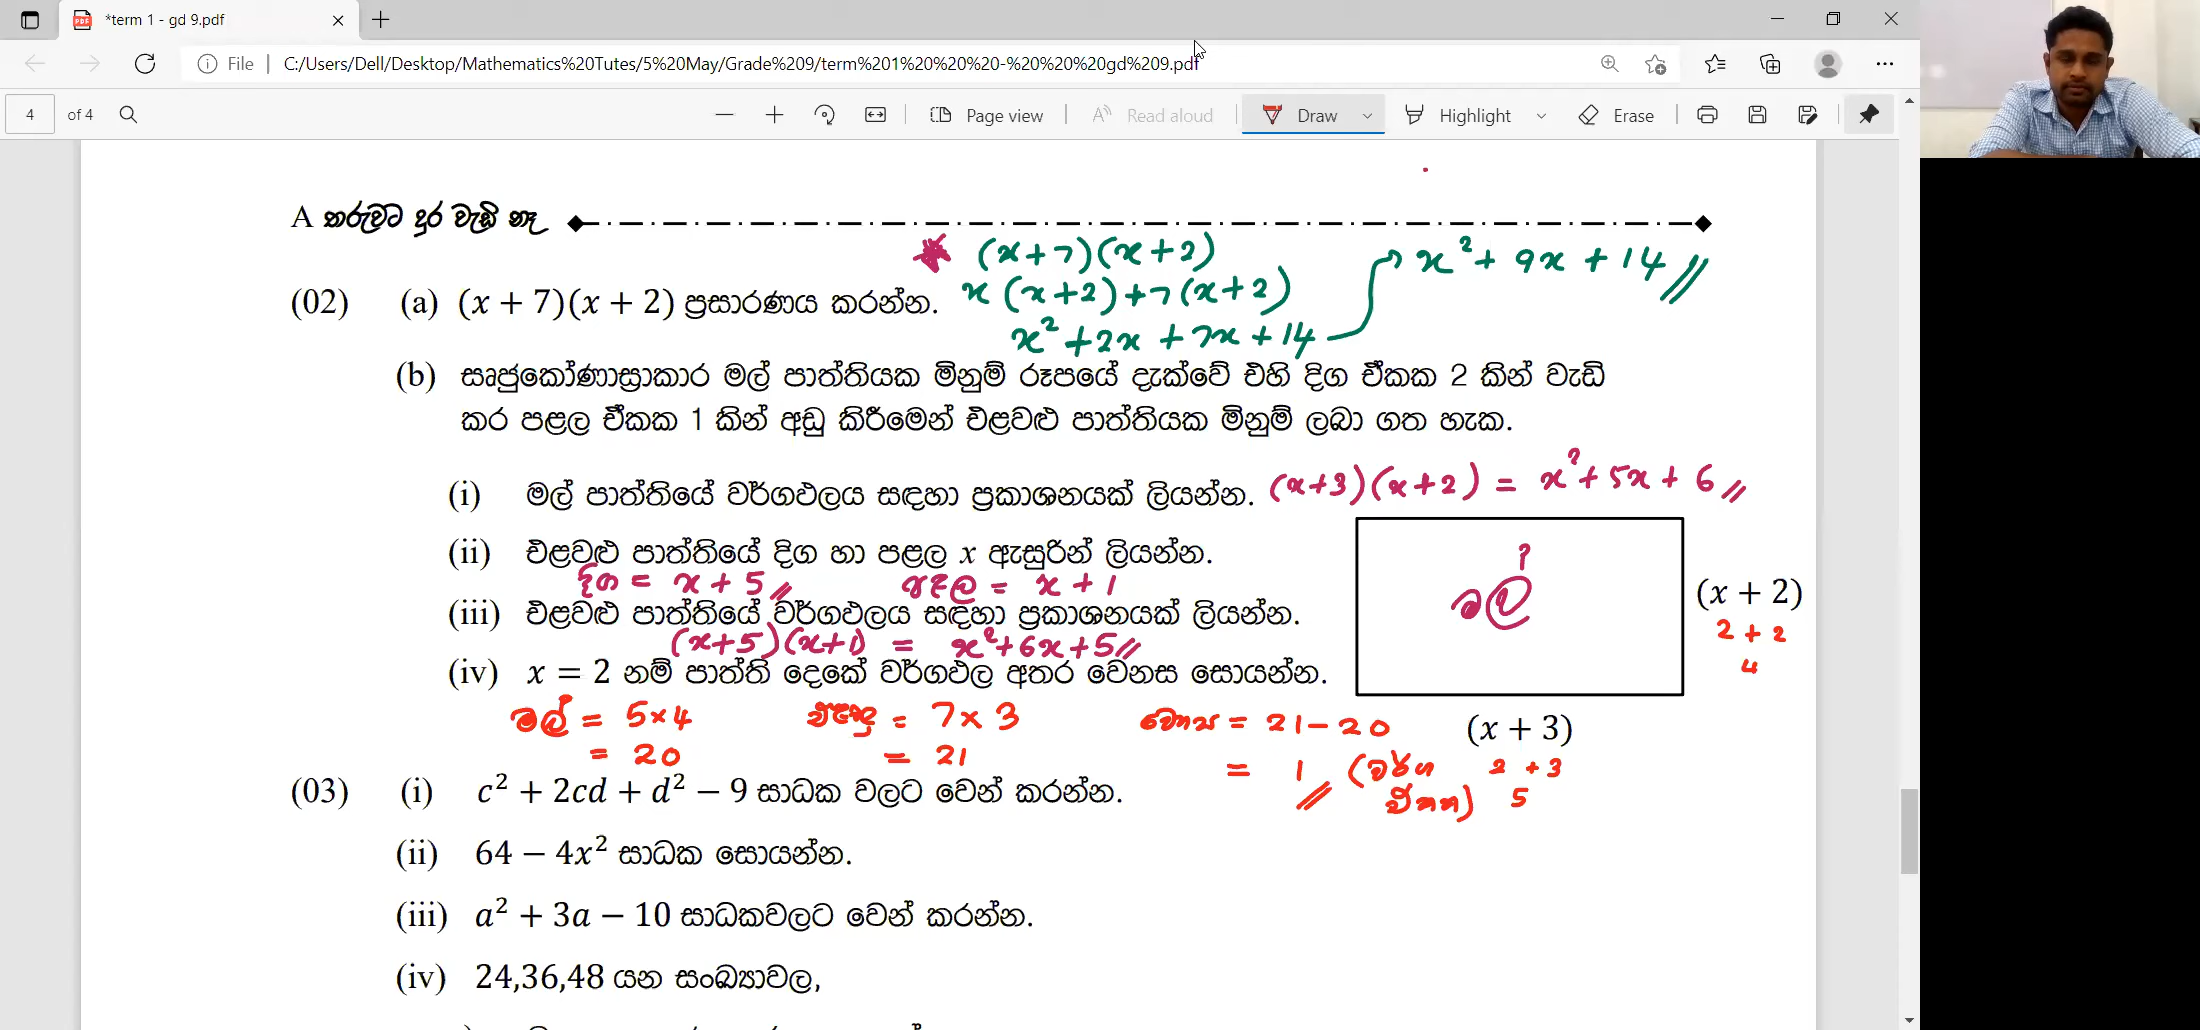 *term 1 - gd 9.pdf
File | C:/Users/Dell/Desktop/Mathematics%20Tutes/5%20May/Grade%209/term%201%20%20%20-%20%20%20gd%209.pdf
4 of 4 Page view Read aloud Draw Highlight Erase
A තරුවට දුර වැඩි නෑ
(x+7)(x+2)
x² + 9x + 14
(02) (a) (x + 7)(x + 2) ප්‍රසාරණය කරන්න.
x (x+2) + 7 (x+2)
x² + 2x + 7x + 14
(b) සෘජුකෝණාස්‍රාකාර මල් පාත්තියක මිනුම් රූපයේ දැක්වේ එහි දිග ඒකක 2 කින් වැඩි
කර පළල ඒකක 1 කින් අඩු කිරීමෙන් එළවළු පාත්තියක මිනුම් ලබා ගත හැක.
(i) මල් පාත්තියේ වර්ගඵලය සඳහා ප්‍රකාශනයක් ලියන්න. (x+3)(x+2) = x² + 5x + 6
(ii) එළවළු පාත්තියේ දිග හා පළල x ඇසුරින් ලියන්න.
දිග = x + 5 පළල = x + 1
මල්
(x + 2)
2 + 2
4
(iii) එළවළු පාත්තියේ වර්ගඵලය සඳහා ප්‍රකාශනයක් ලියන්න.
(x+5)(x+1) = x²+6x+5
(iv) x = 2 නම් පාත්ති දෙකේ වර්ගඵල අතර වෙනස සොයන්න.
මල් = 5×4 එළවළු = 7 × 3 වෙනස = 21 - 20
(x + 3)
= 20 = 21 = 1 (වර්ග
ඒකක)
2 + 3
5
(03) (i) c² + 2cd + d² − 9 සාධක වලට වෙන් කරන්න.
(ii) 64 − 4x² සාධක සොයන්න.
(iii) a² + 3a − 10 සාධකවලට වෙන් කරන්න.
(iv) 24,36,48 යන සංඛ්‍යාවල,